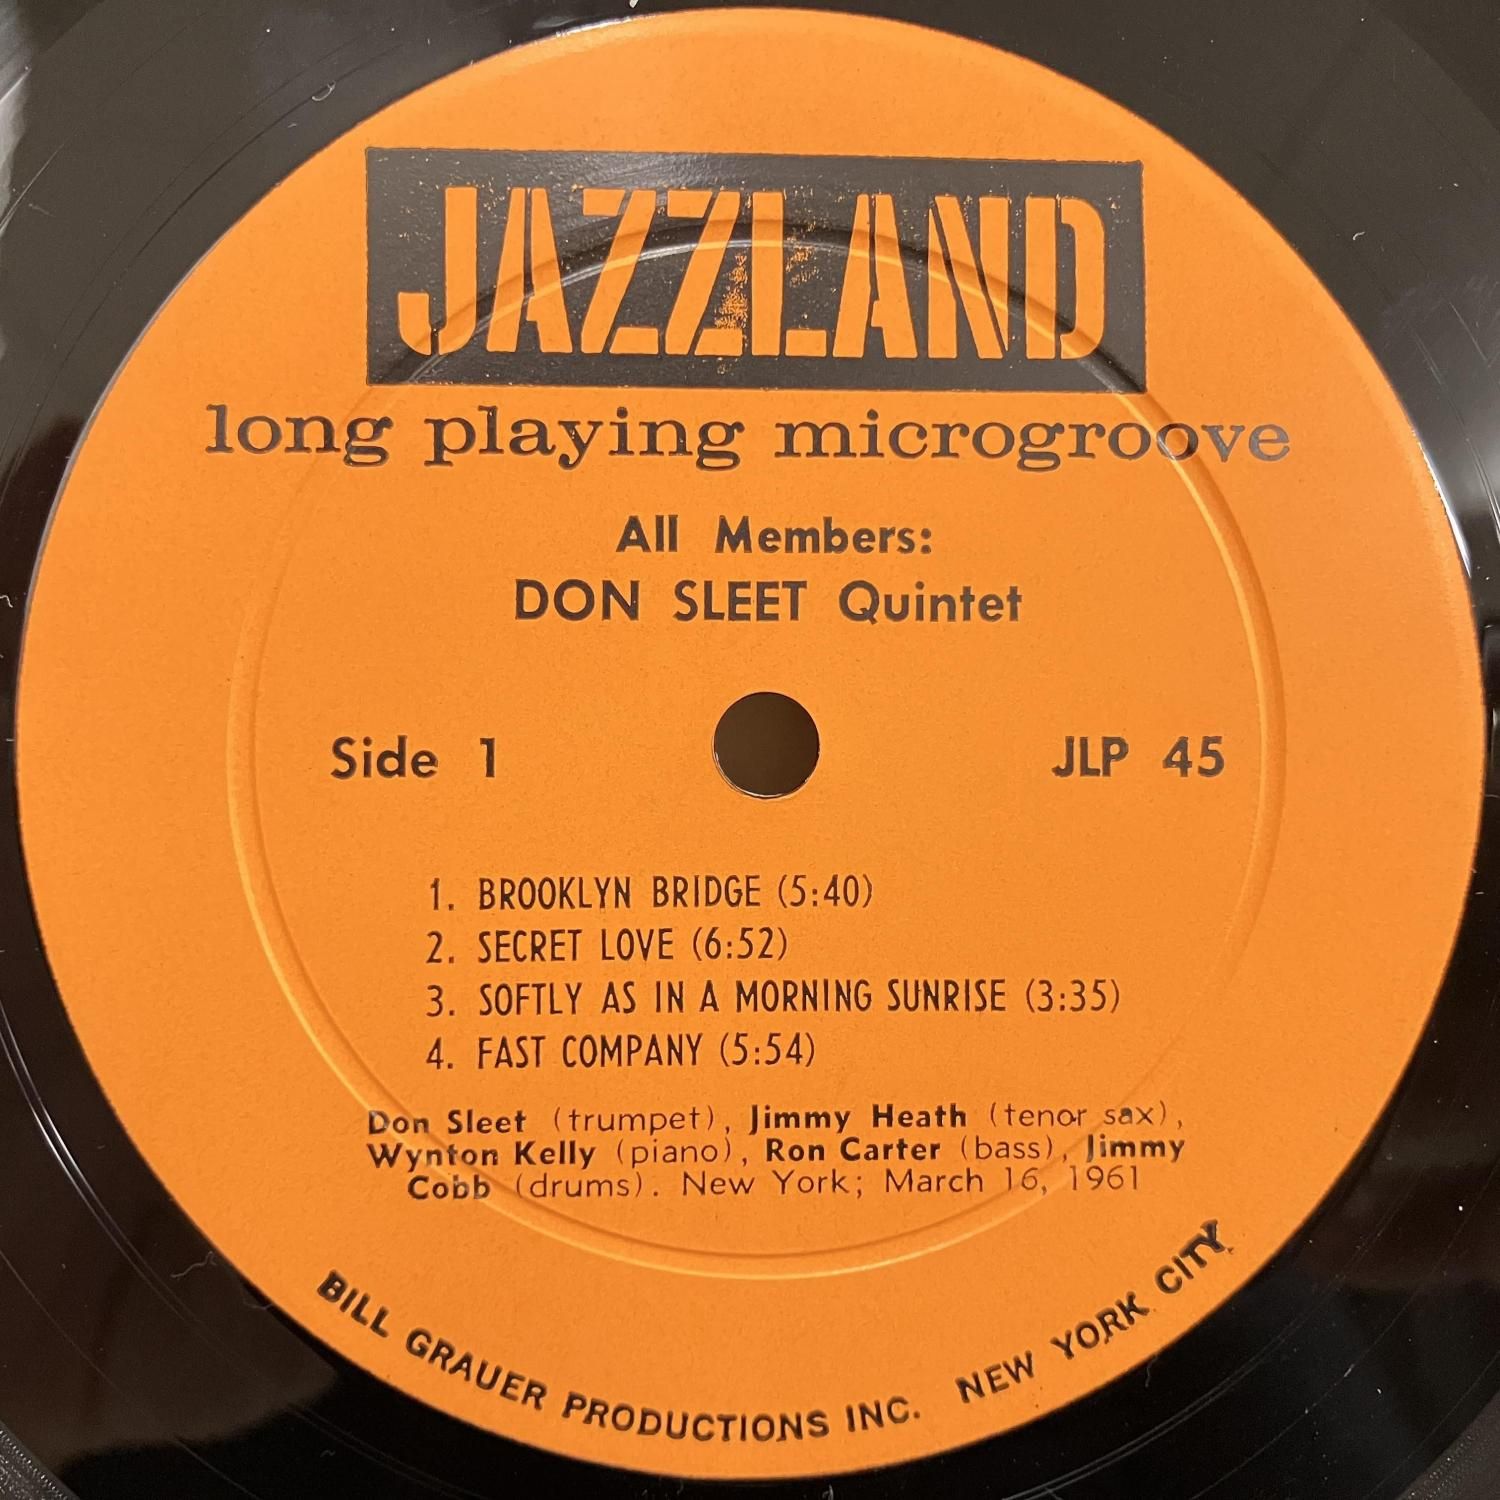 JAZZLAND
long playing microgroove
All Members:
DON SLEET Quintet
Side 1
JLP 45
1. BROOKLYN BRIDGE (5:40)
2. SECRET LOVE (6:52)
3. SOFTLY AS IN A MORNING SUNRISE (3:35)
4. FAST COMPANY (5:54)
Don Sleet (trumpet), Jimmy Heath (tenor sax),
Wynton Kelly (piano), Ron Carter (bass), Jimmy
Cobb (drums). New York; March 16, 1961
BILL GRAUER PRODUCTIONS INC. NEW YORK CITY